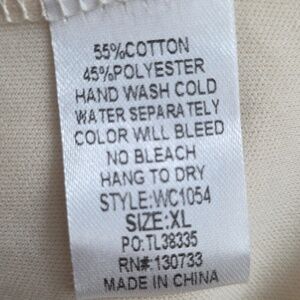 55%COTTON
45%POLYESTER
HAND WASH COLD
WATER SEPARATELY
COLOR WILL BLEED
NO BLEACH
HANG TO DRY
STYLE:WC1054
SIZE:XL
PO:TL38335
RN#:130733
MADE IN CHINA